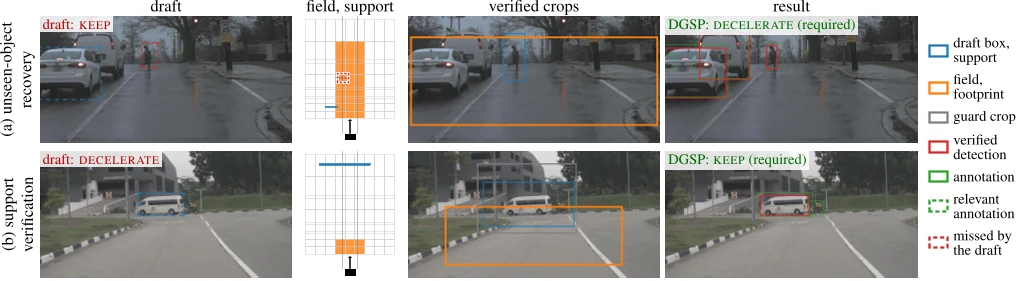 draft
field, support
verified crops
result
(a) unseen-object
recovery
draft: KEEP
DGSP: DECELERATE (required)
(b) support
verification
draft: DECELERATE
DGSP: KEEP (required)
draft box,
support
field,
footprint
guard crop
verified
detection
annotation
relevant
annotation
missed by
the draft